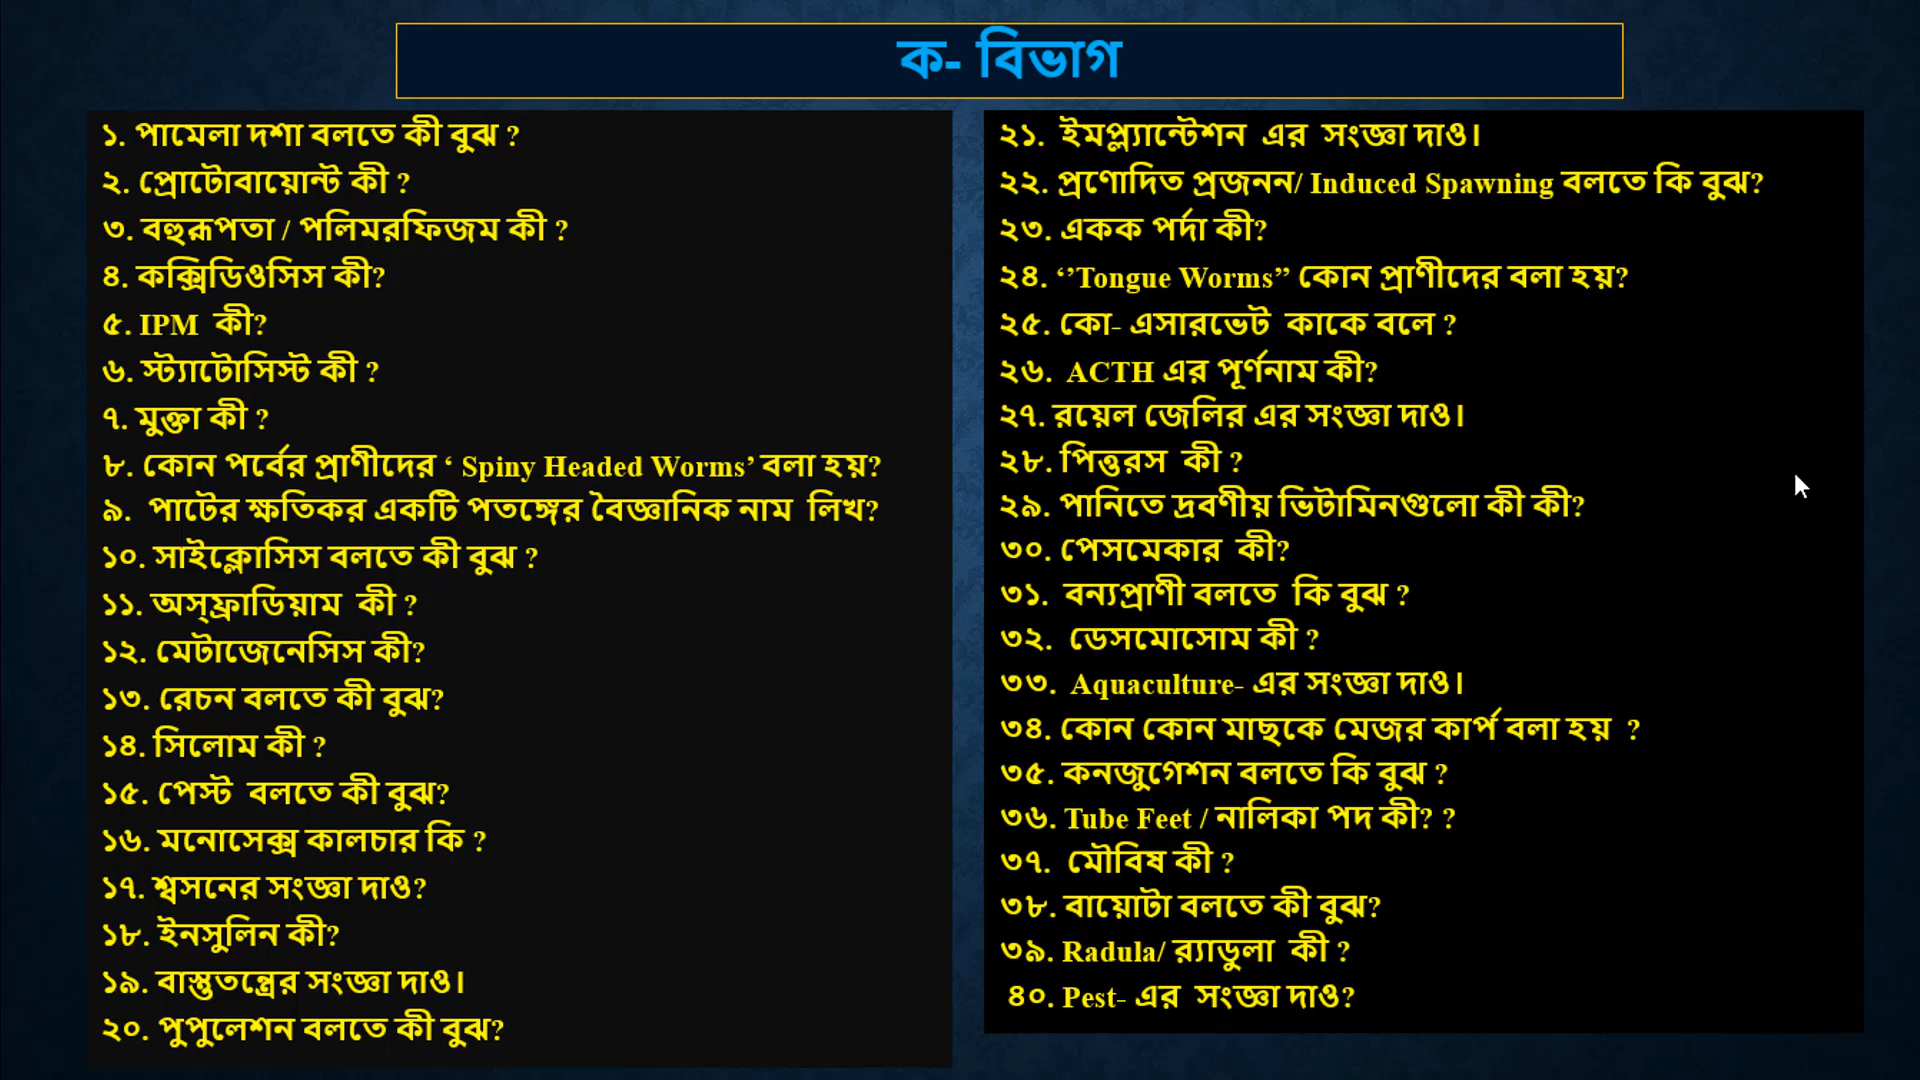 ক- বিভাগ
১. পামেলা দশা বলতে কী বুঝ ?
২. প্রোটোবায়োন্ট কী ?
৩. বহুরূপতা / পলিমরফিজম কী ?
৪. কক্সিডিওসিস কী?
৫. IPM কী?
৬. স্ট্যাটোসিস্ট কী ?
৭. মুক্তা কী ?
৮. কোন পর্বের প্রাণীদের ‘ Spiny Headed Worms’ বলা হয়?
৯. পাটের ক্ষতিকর একটি পতঙ্গের বৈজ্ঞানিক নাম লিখ?
১০. সাইক্লোসিস বলতে কী বুঝ ?
১১. অস্ফ্রাডিয়াম কী ?
১২. মেটাজেনেসিস কী?
১৩. রেচন বলতে কী বুঝ?
১৪. সিলোম কী ?
১৫. পেস্ট বলতে কী বুঝ?
১৬. মনোসেক্স কালচার কি ?
১৭. শ্বসনের সংজ্ঞা দাও?
১৮. ইনসুলিন কী?
১৯. বাস্তুতন্ত্রের সংজ্ঞা দাও।
২০. পুপুলেশন বলতে কী বুঝ?
২১. ইমপ্ল্যান্টেশন এর সংজ্ঞা দাও।
২২. প্রণোদিত প্রজনন/ Induced Spawning বলতে কি বুঝ?
২৩. একক পর্দা কী?
২৪. ‘’Tongue Worms” কোন প্রাণীদের বলা হয়?
২৫. কো- এসারভেট কাকে বলে ?
২৬. ACTH এর পূর্ণনাম কী?
২৭. রয়েল জেলির এর সংজ্ঞা দাও।
২৮. পিত্তরস কী ?
২৯. পানিতে দ্রবণীয় ভিটামিনগুলো কী কী?
৩০. পেসমেকার কী?
৩১. বন্যপ্রাণী বলতে কি বুঝ ?
৩২. ডেসমোসোম কী ?
৩৩. Aquaculture- এর সংজ্ঞা দাও।
৩৪. কোন কোন মাছকে মেজর কার্প বলা হয় ?
৩৫. কনজুগেশন বলতে কি বুঝ ?
৩৬. Tube Feet / নালিকা পদ কী? ?
৩৭. মৌবিষ কী ?
৩৮. বায়োটা বলতে কী বুঝ?
৩৯. Radula/ র‍্যাডুলা কী ?
৪০. Pest- এর সংজ্ঞা দাও?